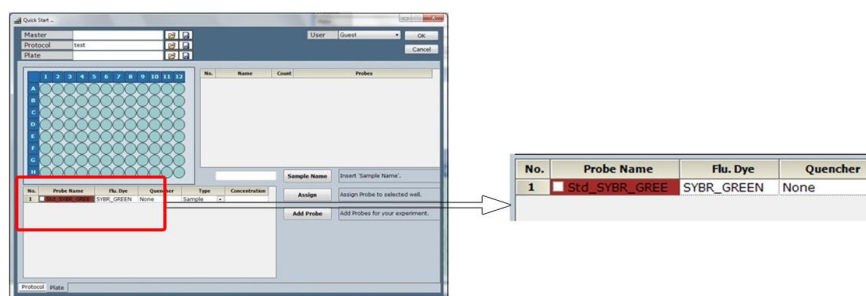 Quick Start ..
Master
User Guest OK
Protocol test
Cancel
Plate
1 2 3 4 5 6 7 8 9 10 11 12
No. Name Count Probes
A
B
C
D
E
F
G
H
Sample Name Insert 'Sample Name'.
No. Probe Name Flu. Dye Quencher Type Concentration
1 Std_SYBR_GREE SYBR_GREEN None Sample
Assign Assign Probe to selected well.
Add Probe Add Probes for your experiment.
Protocol Plate
No. Probe Name Flu. Dye Quencher
1 Std_SYBR_GREE SYBR_GREEN None